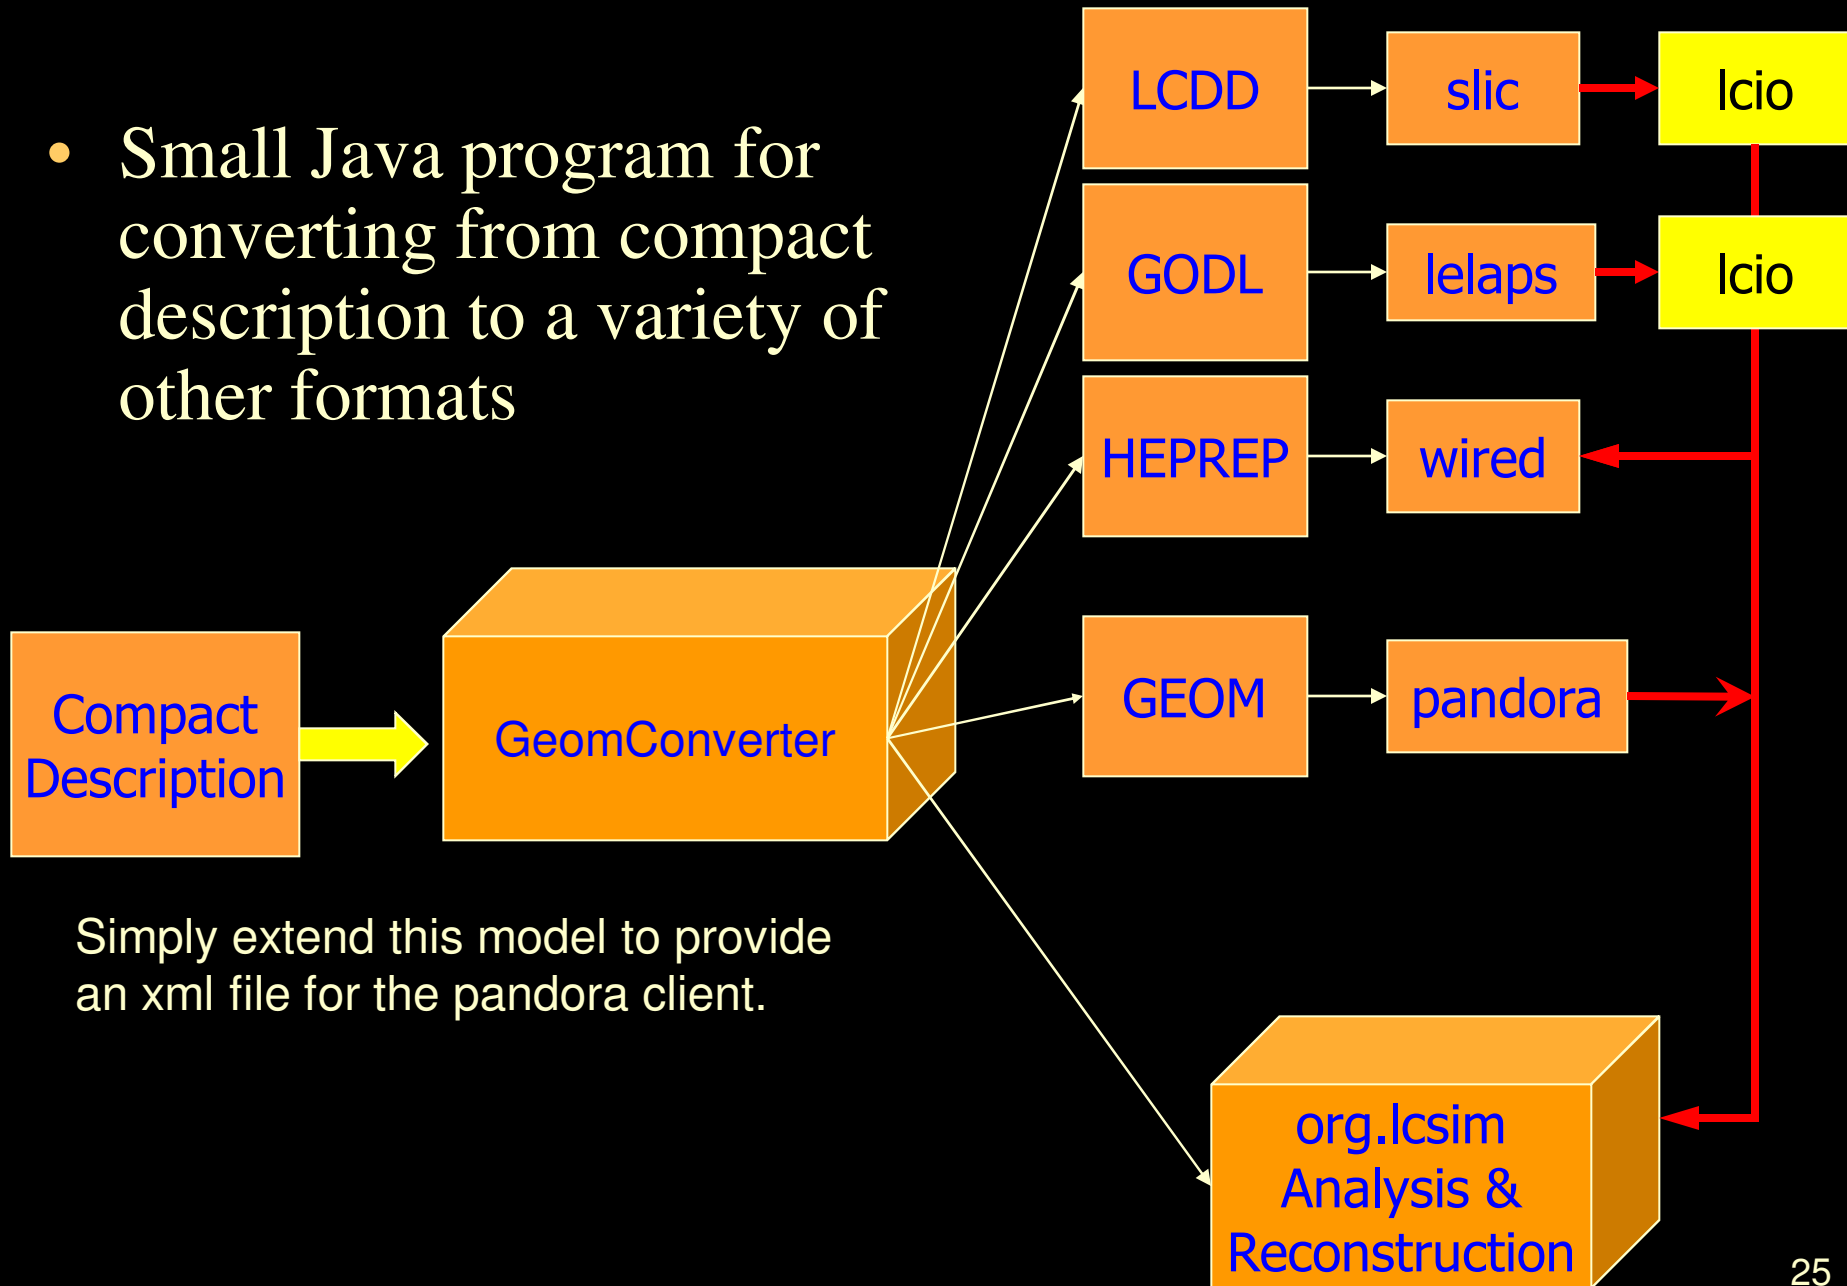 • Small Java program for
converting from compact
description to a variety of
other formats
LCDD
slic
lcio
GODL
lelaps
lcio
HEPREP
wired
GEOM
pandora
Compact
Description
GeomConverter
Simply extend this model to provide
an xml file for the pandora client.
org.lcsim
Analysis &
Reconstruction
25